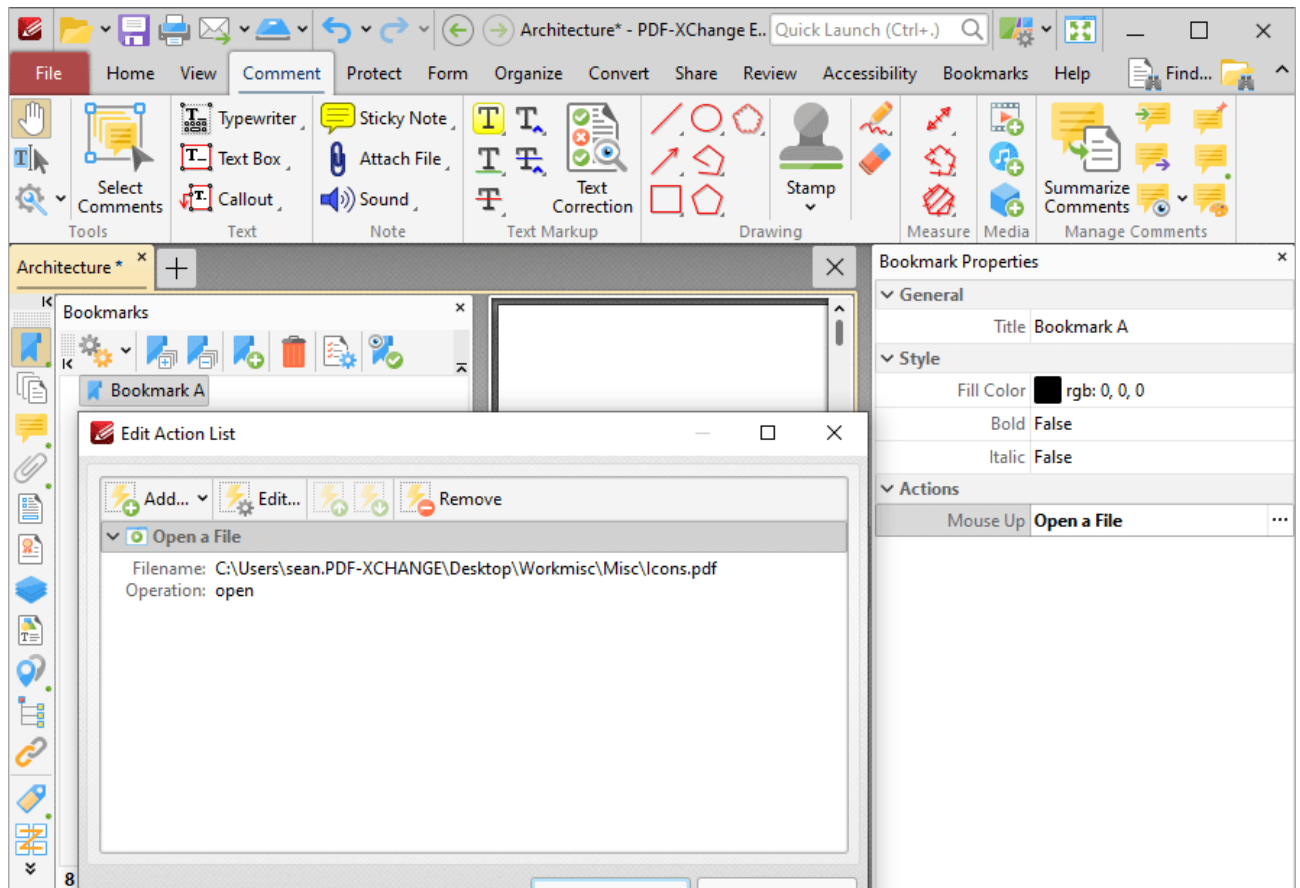 Architecture* - PDF-XChange E.. Quick Launch (Ctrl+.)
File Home View Comment Protect Form Organize Convert Share Review Accessibility Bookmarks Help Find...
Typewriter Sticky Note
Text Box Attach File
Select Comments Callout Sound Text Correction Stamp Summarize Comments
Tools Text Note Text Markup Drawing Measure Media Manage Comments
Architecture *
Bookmarks
Bookmark A
Edit Action List
Add... Edit... Remove
Open a File
Filename: C:\Users\sean.PDF-XCHANGE\Desktop\Workmisc\Misc\Icons.pdf
Operation: open
8
Bookmark Properties
General
Title Bookmark A
Style
Fill Color rgb: 0, 0, 0
Bold False
Italic False
Actions
Mouse Up Open a File ...